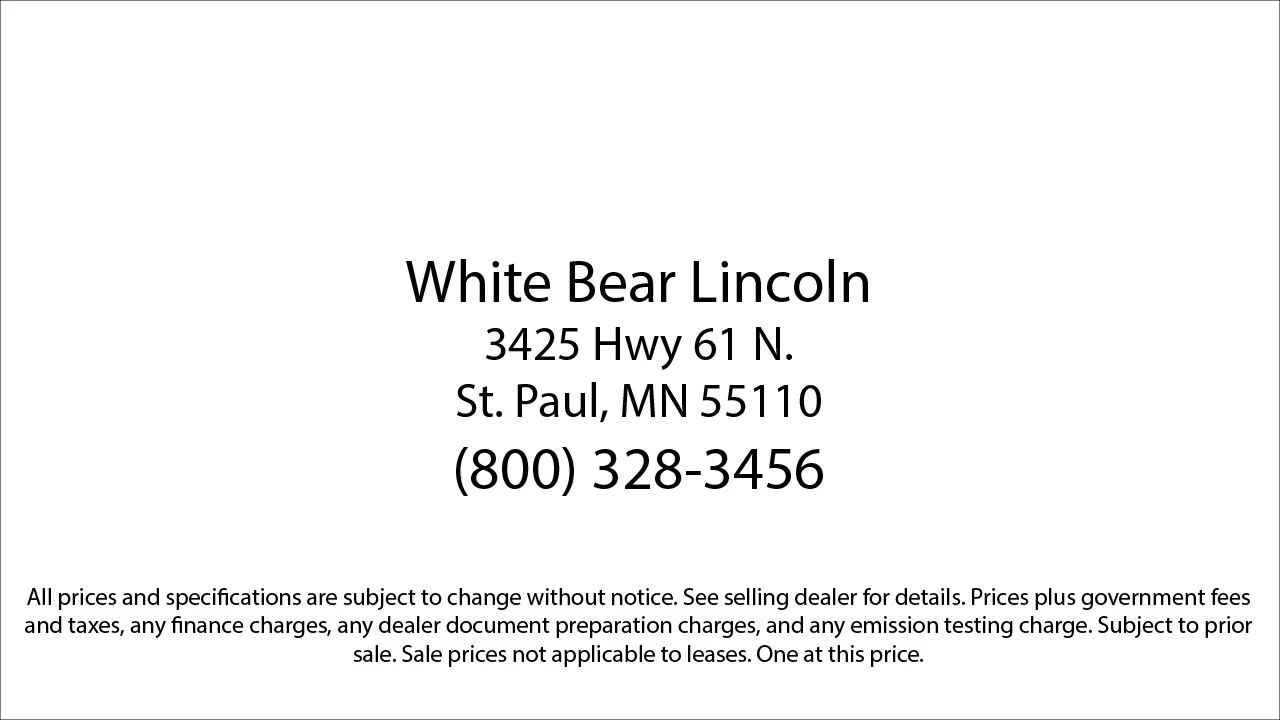 White Bear Lincoln
3425 Hwy 61 N.
St. Paul, MN 55110
(800) 328-3456
All prices and specifications are subject to change without notice. See selling dealer for details. Prices plus government fees
and taxes, any finance charges, any dealer document preparation charges, and any emission testing charge. Subject to prior
sale. Sale prices not applicable to leases. One at this price.